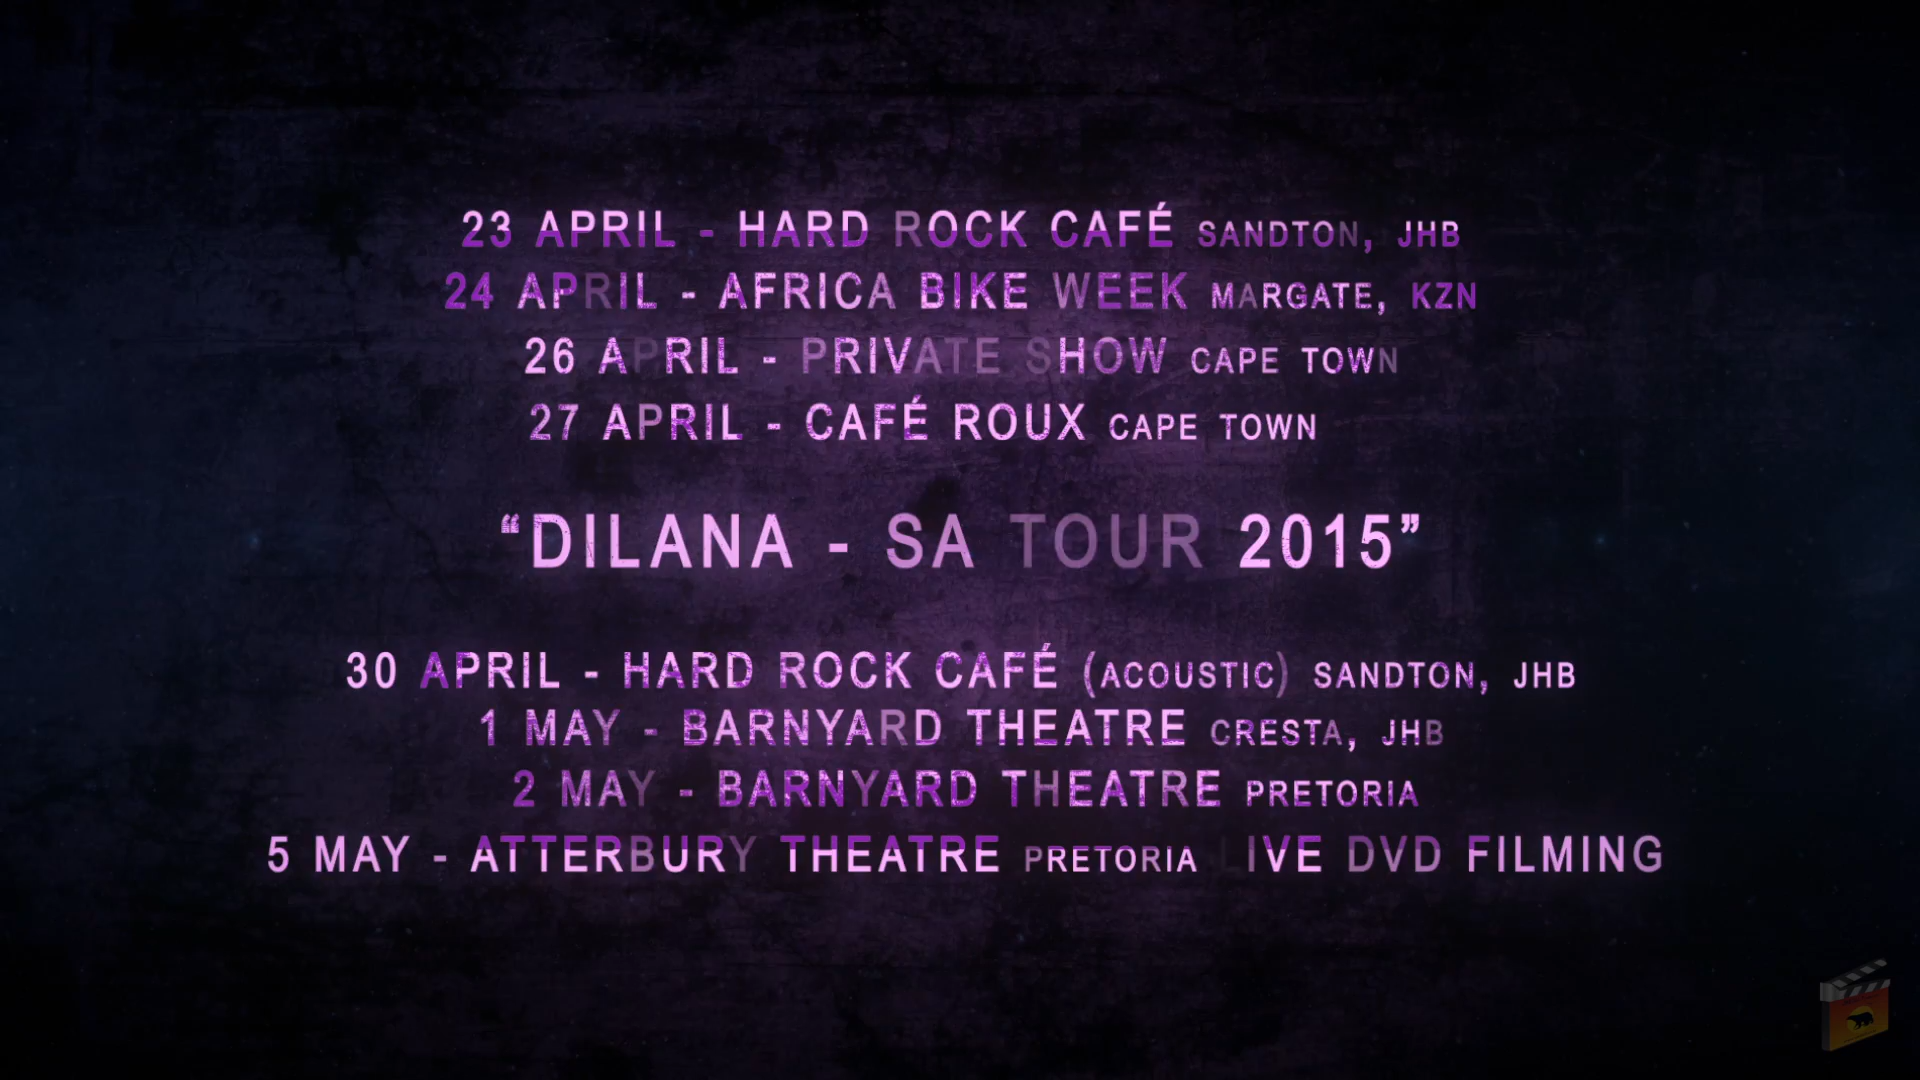 23 APRIL - HARD ROCK CAFÉ SANDTON, JHB
24 APRIL - AFRICA BIKE WEEK MARGATE, KZN
26 APRIL - PRIVATE SHOW CAPE TOWN
27 APRIL - CAFÉ ROUX CAPE TOWN
“DILANA - SA TOUR 2015”
30 APRIL - HARD ROCK CAFÉ (ACOUSTIC) SANDTON, JHB
1 MAY - BARNYARD THEATRE CRESTA, JHB
2 MAY - BARNYARD THEATRE PRETORIA
5 MAY - ATTERBURY THEATRE PRETORIA LIVE DVD FILMING